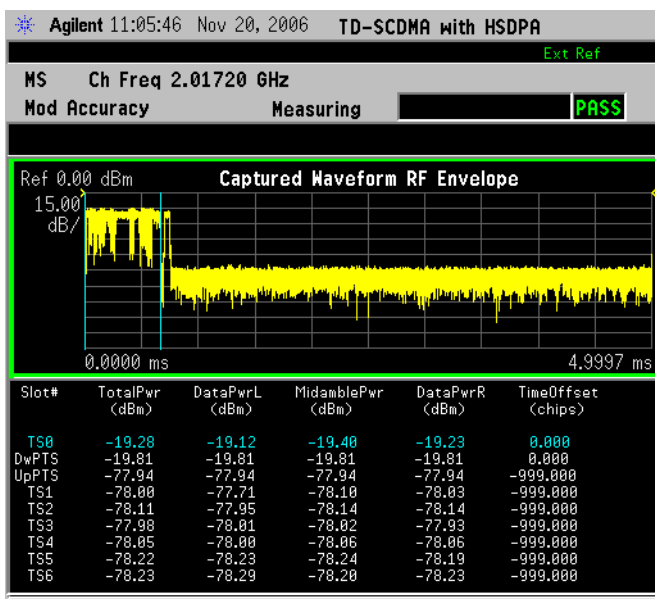 Agilent 11:05:46 Nov 20, 2006 TD-SCDMA with HSDPA
Ext Ref
MS Ch Freq 2.01720 GHz
Mod Accuracy Measuring PASS
Ref 0.00 dBm Captured Waveform RF Envelope
15.00
dB/
0.0000 ms 4.9997 ms
Slot# TotalPwr DataPwrL MidamblePwr DataPwrR TimeOffset
(dBm) (dBm) (dBm) (dBm) (chips)
TS0 -19.28 -19.12 -19.40 -19.23 0.000
DwPTS -19.81 -19.81 -19.81 -19.81 0.000
UpPTS -77.94 -77.94 -77.94 -77.94 -999.000
TS1 -78.00 -77.71 -78.10 -78.03 -999.000
TS2 -78.11 -77.95 -78.14 -78.14 -999.000
TS3 -77.98 -78.01 -78.02 -77.93 -999.000
TS4 -78.05 -78.00 -78.06 -78.06 -999.000
TS5 -78.22 -78.23 -78.24 -78.19 -999.000
TS6 -78.23 -78.29 -78.20 -78.23 -999.000